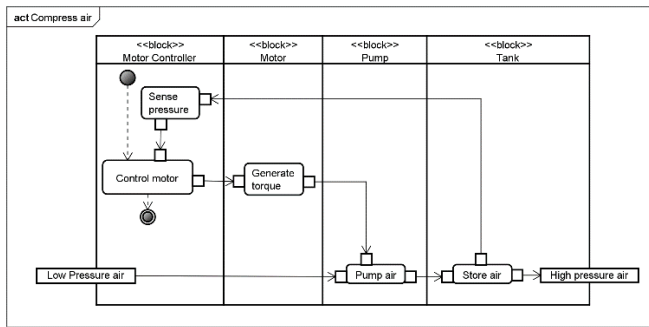 act Compress air
<<block>> <<block>> <<block>> <<block>>
Motor Controller Motor Pump Tank
Sense
pressure
Control motor
Generate
torque
Low Pressure air
Pump air
Store air
High pressure air